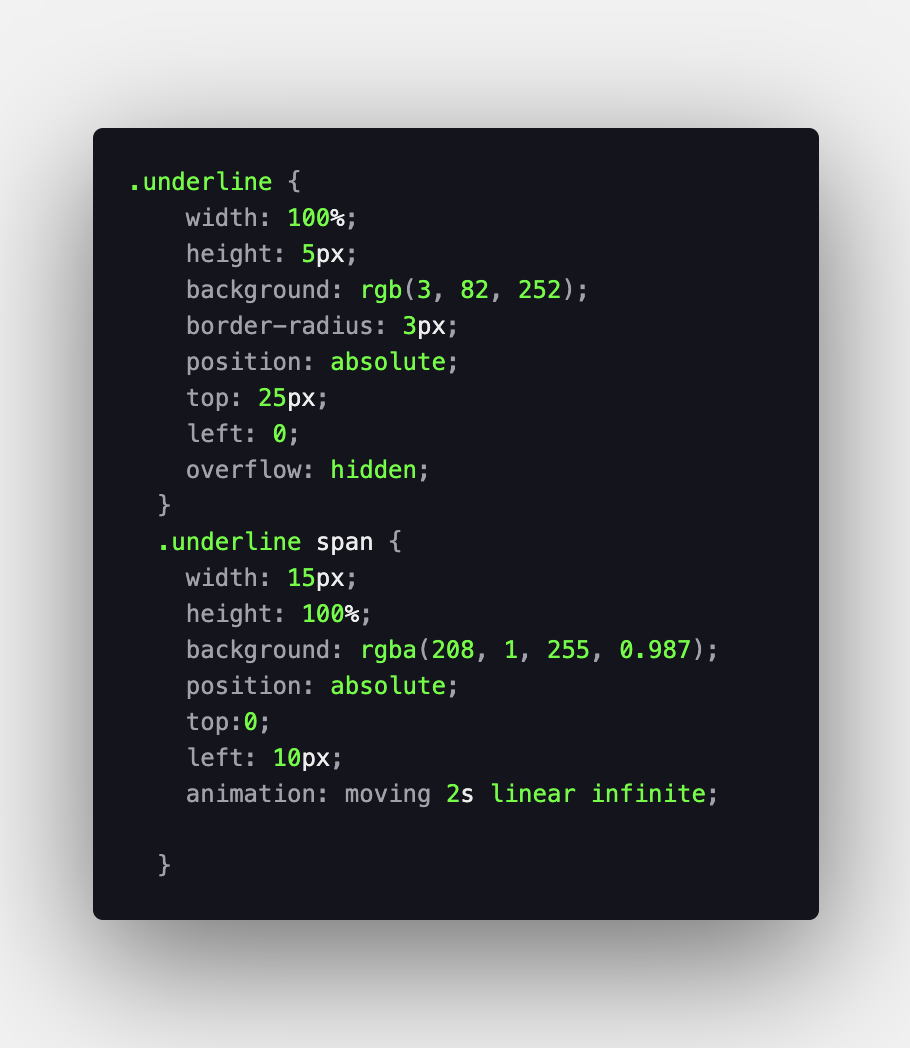 .underline {
    width: 100%;
    height: 5px;
    background: rgb(3, 82, 252);
    border-radius: 3px;
    position: absolute;
    top: 25px;
    left: 0;
    overflow: hidden;
  }
  .underline span {
    width: 15px;
    height: 100%;
    background: rgba(208, 1, 255, 0.987);
    position: absolute;
    top:0;
    left: 10px;
    animation: moving 2s linear infinite;

  }